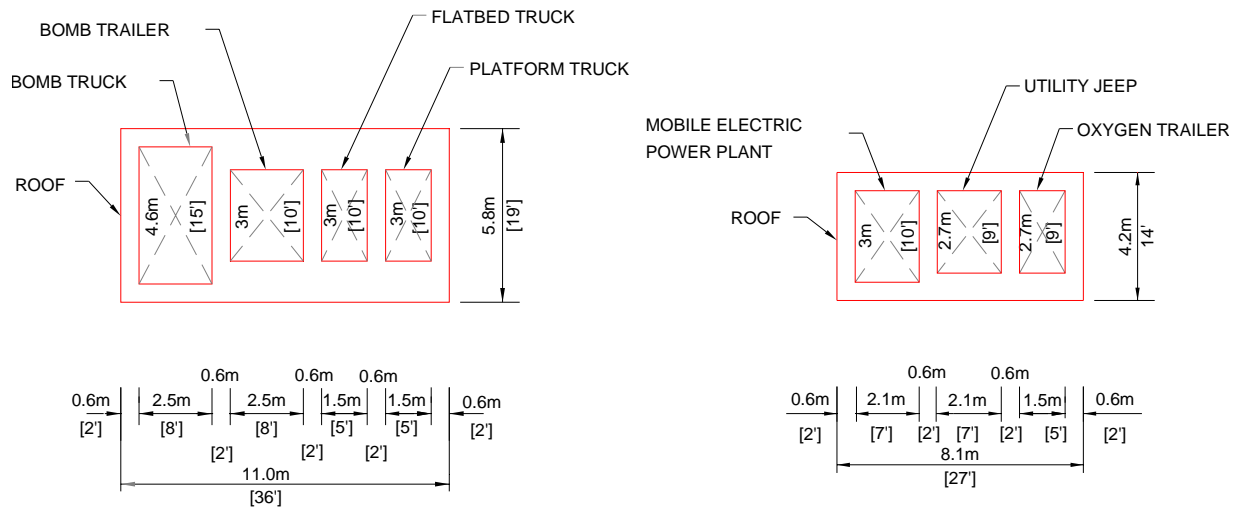 FLATBED TRUCK
BOMB TRAILER
PLATFORM TRUCK
BOMB TRUCK
ROOF
4.6m
[15']
3m
[10']
3m
[10']
3m
[10']
5.8m
[19']
0.6m 0.6m 0.6m
0.6m 2.5m 2.5m 1.5m 1.5m 0.6m
[2'] [8'] [8'] [5'] [5'] [2']
[2'] [2'] [2']
11.0m
[36']
UTILITY JEEP
MOBILE ELECTRIC
POWER PLANT
OXYGEN TRAILER
ROOF
3m
[10']
2.7m
[9']
2.7m
[9']
4.2m
14'
0.6m 0.6m
0.6m 2.1m 2.1m 1.5m 0.6m
[2'] [7'] [2'] [7'] [2'] [5'] [2']
8.1m
[27']